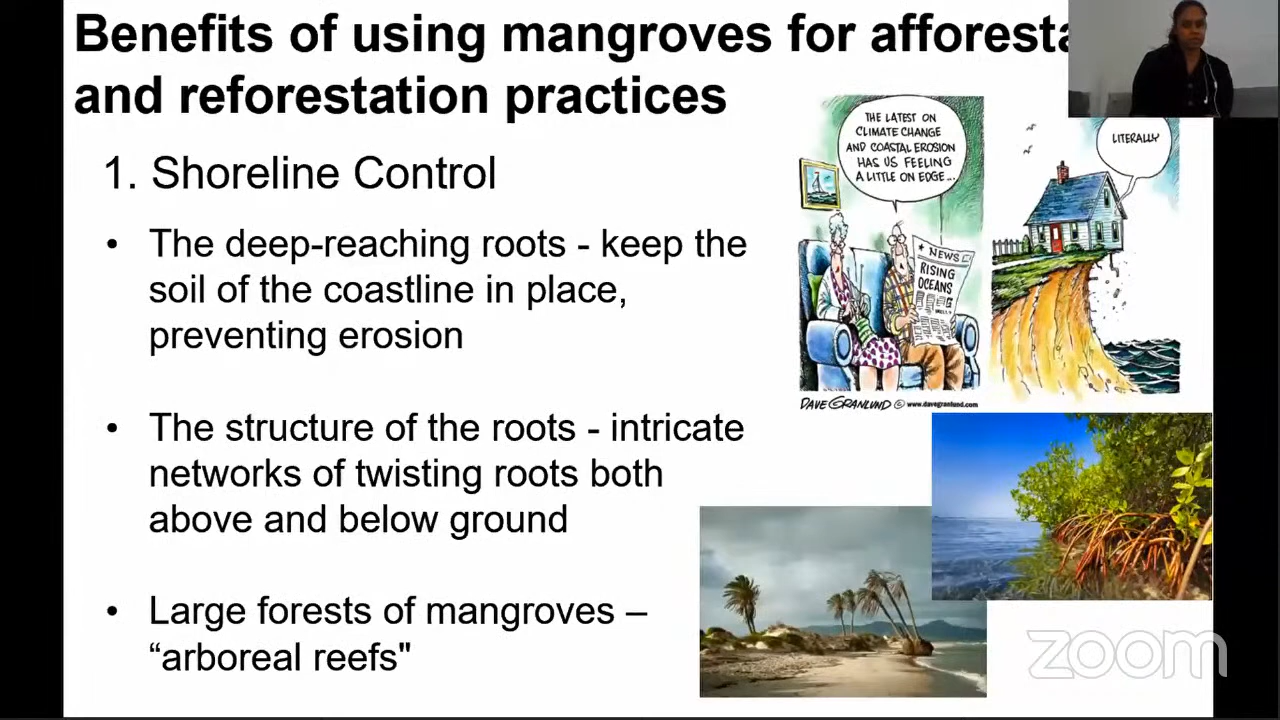 Benefits of using mangroves for afforesta
and reforestation practices
1. Shoreline Control
• The deep-reaching roots - keep the
soil of the coastline in place,
preventing erosion
• The structure of the roots - intricate
networks of twisting roots both
above and below ground
• Large forests of mangroves –
“arboreal reefs"
THE LATEST ON
CLIMATE CHANGE
AND COASTAL EROSION
HAS US FEELING
A LITTLE ON EDGE...
NEWS
RISING
OCEANS
LITERALLY
DAVE GRANLUND © www.davegranlund.com
zoom